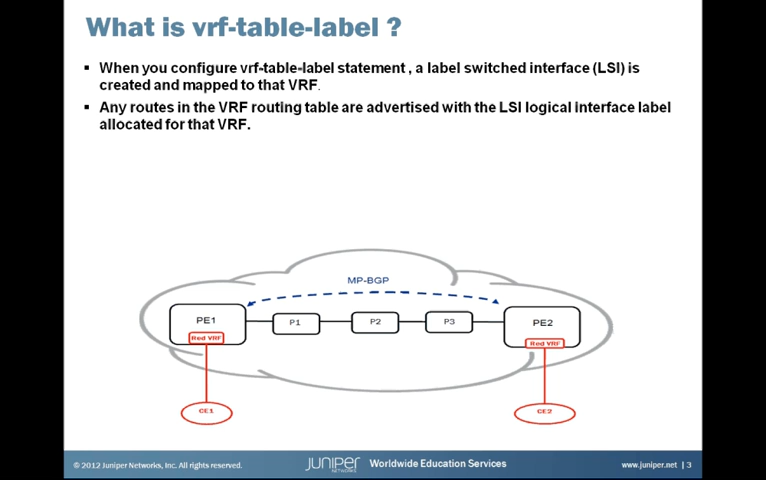 What is vrf-table-label ?
▪ When you configure vrf-table-label statement , a label switched interface (LSI) is
created and mapped to that VRF.
▪ Any routes in the VRF routing table are advertised with the LSI logical interface label
allocated for that VRF.
MP-BGP
PE1
P1
P2
P3
PE2
Red VRF
Red VRF
CE1
CE2
© 2012 Juniper Networks, Inc. All rights reserved.
JUNIPER
NETWORKS
Worldwide Education Services
www.juniper.net | 3